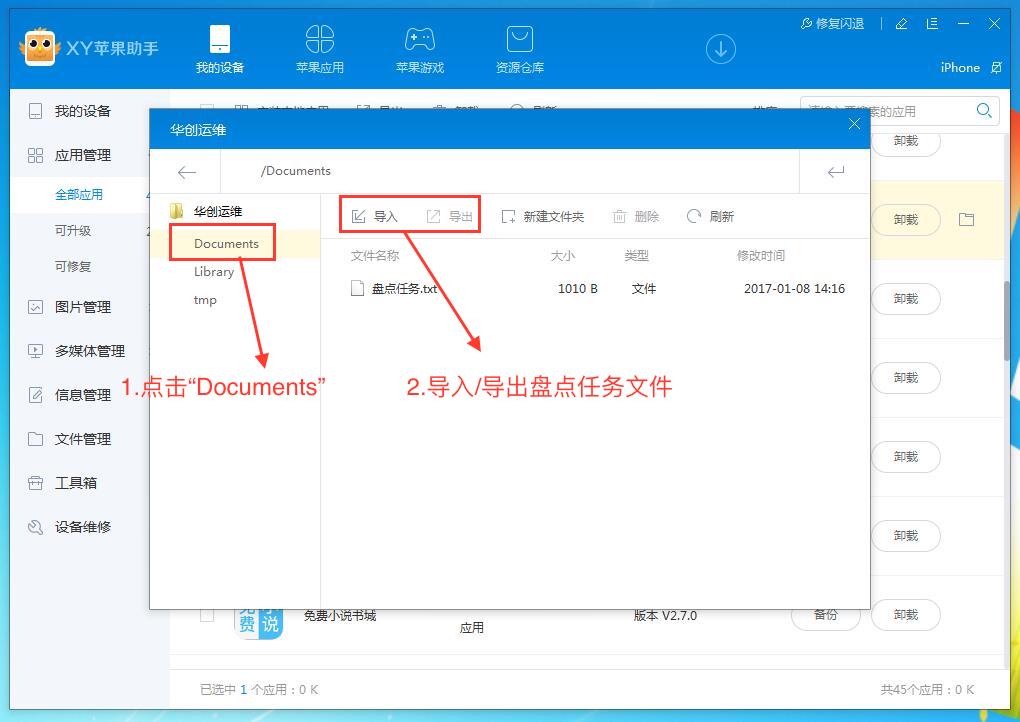 XY苹果助手
我的设备
苹果应用
苹果游戏
资源仓库
修复闪退
iPhone
我的设备
应用管理
全部应用
可升级
可修复
图片管理
多媒体管理
信息管理
文件管理
工具箱
设备维修
华创运维
/Documents
华创运维
Documents
Library
tmp
导入
导出
新建文件夹
删除
刷新
文件名称
大小
类型
修改时间
盘点任务.txt
1010 B
文件
2017-01-08 14:16
1.点击“Documents”
2.导入/导出盘点任务文件
卸载
卸载
卸载
卸载
卸载
卸载
免费小说书城
应用
版本 V2.7.0
备份
卸载
已选中 1 个应用：0 K
共45个应用：0 K